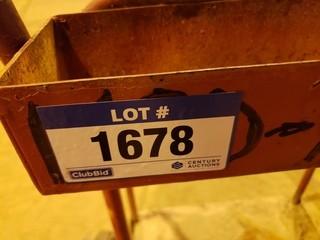 LOT #
1678
ClubBid
CENTURY
AUCTIONS